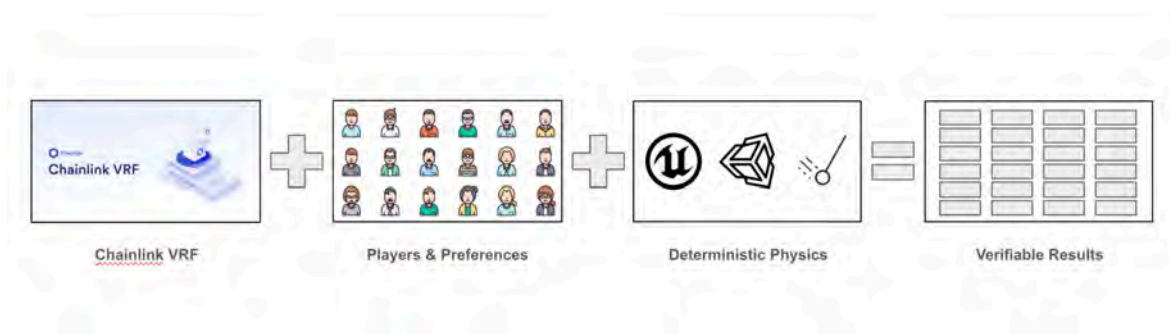 Chainlink VRF
Chainlink VRF
Players & Preferences
Deterministic Physics
Verifiable Results